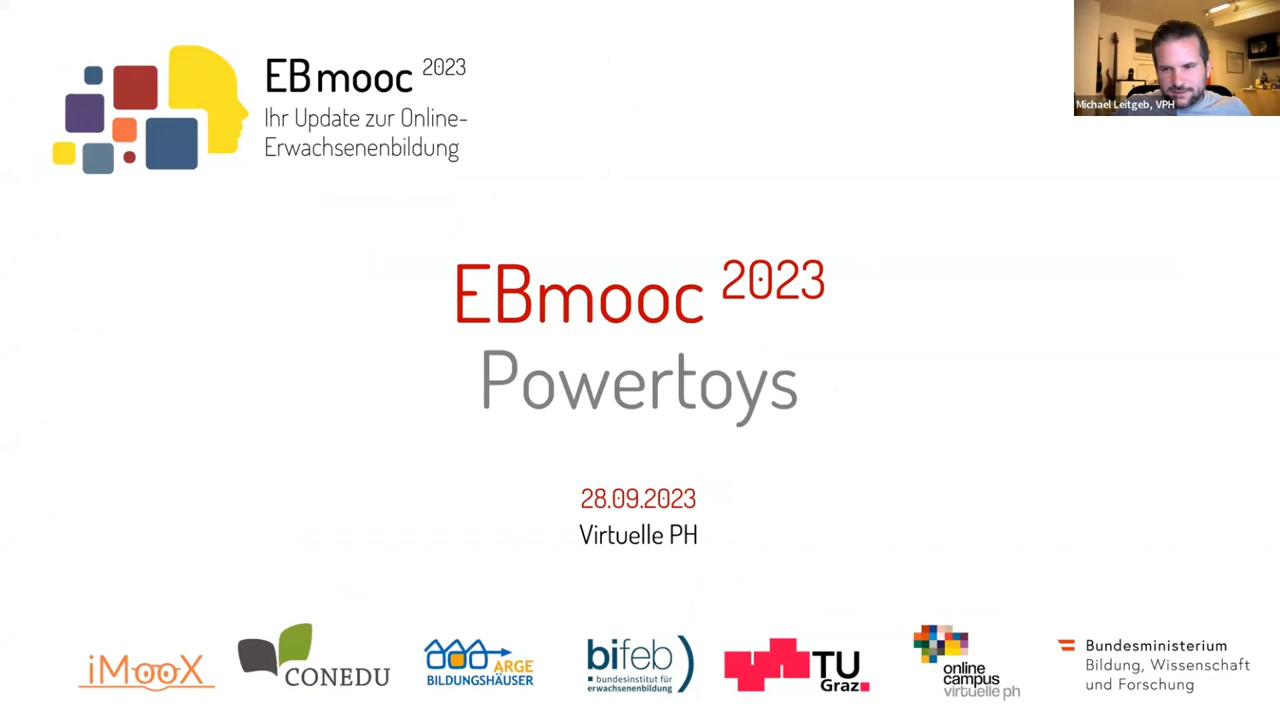 EBmooc 2023
Ihr Update zur Online-
Erwachsenenbildung
Michael Leitgeb, VPH
EBmooc 2023
Powertoys
28.09.2023
Virtuelle PH
iMooX
CONEDU
ARGE
BILDUNGSHÄUSER
bifeb
bundesinstitut für
erwachsenenbildung
TU
Graz
online
campus
virtuelle ph
Bundesministerium
Bildung, Wissenschaft
und Forschung